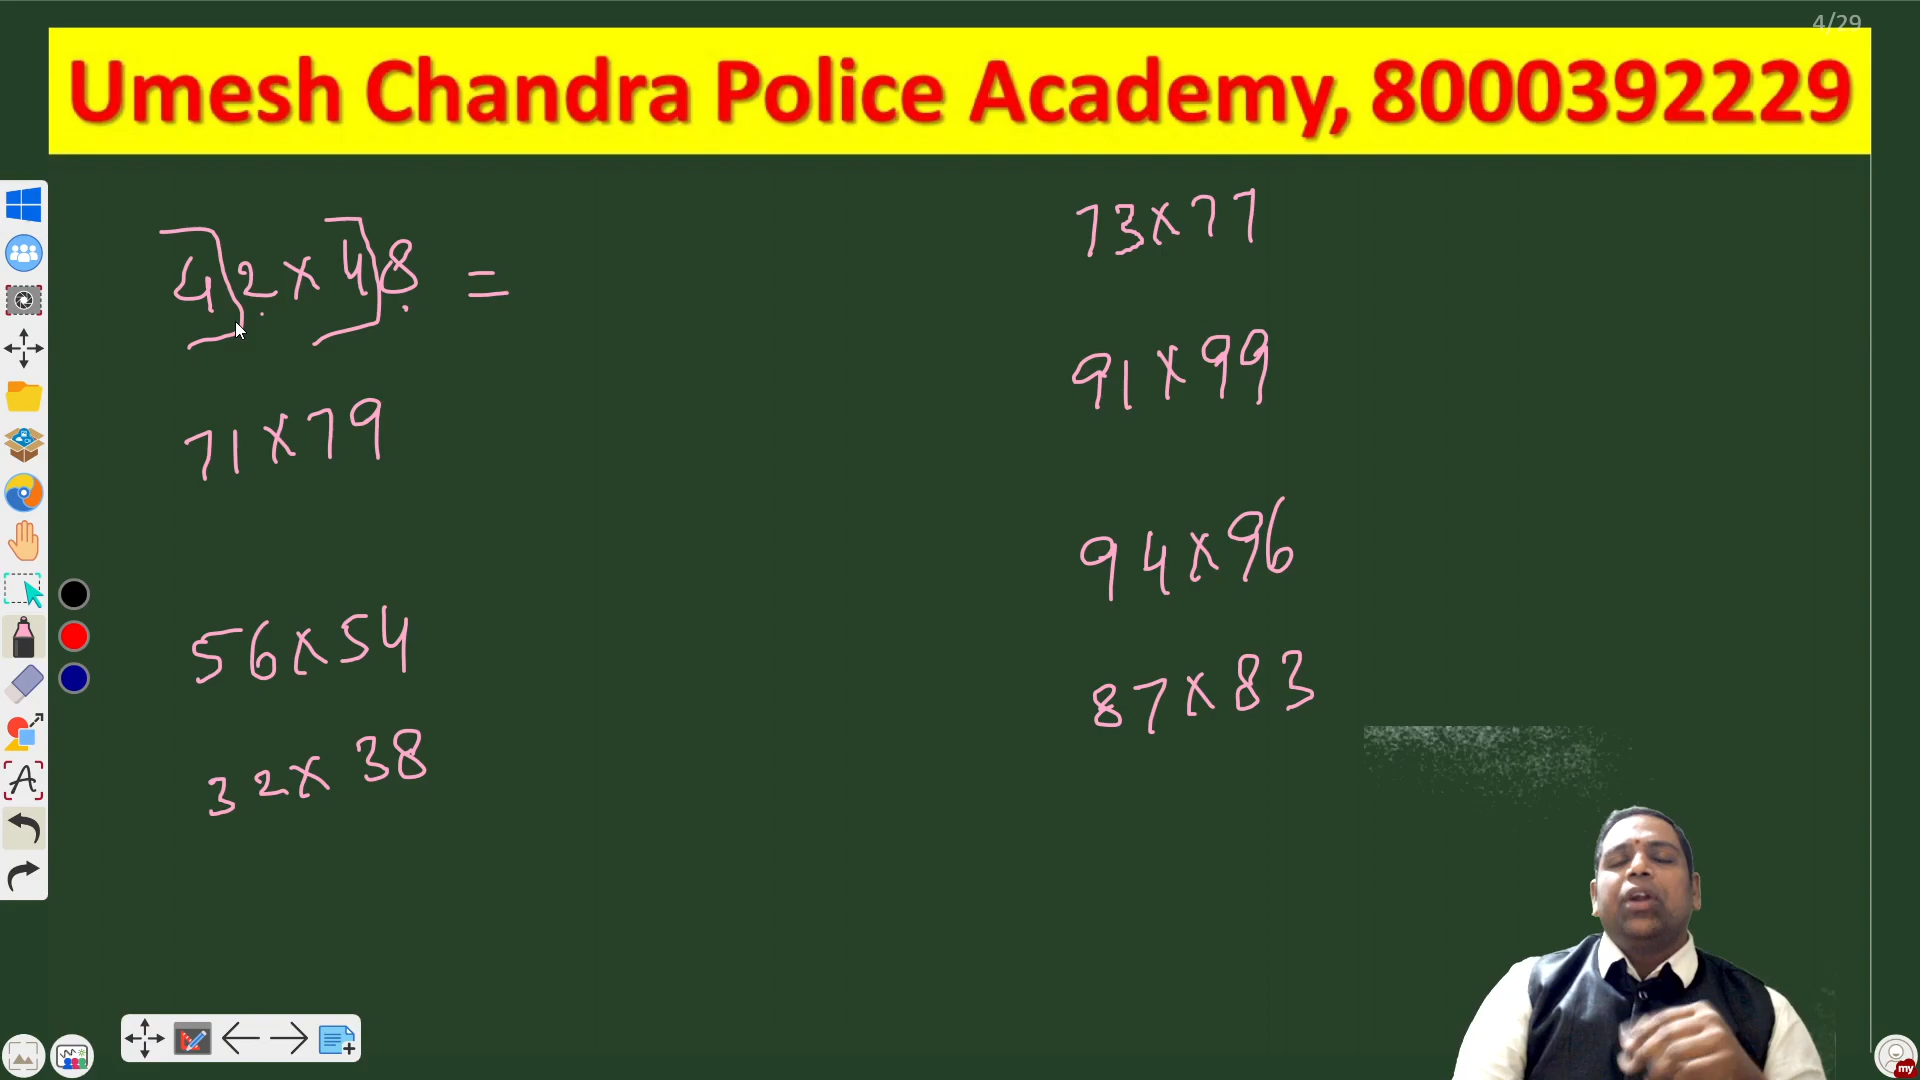 4/29
Umesh Chandra Police Academy, 8000392229
42 x 48 =
71 x 79
56 x 54
32 x 38
73 x 77
91 x 99
94 x 96
87 x 83
my